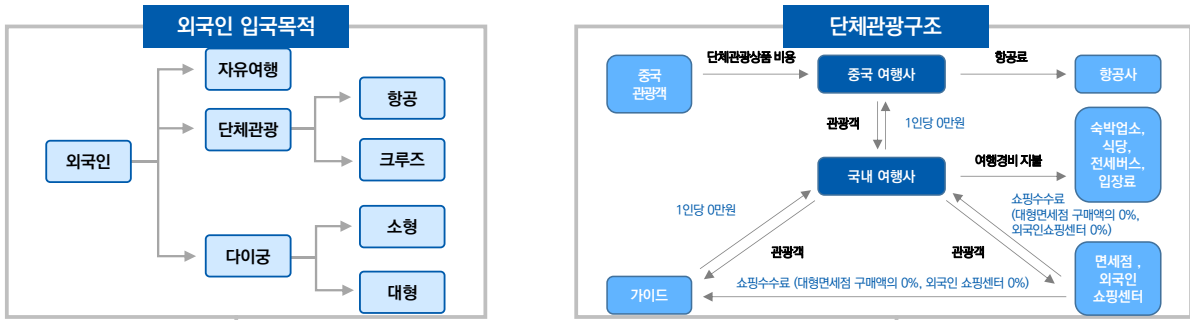 외국인 입국목적
외국인
자유여행
단체관광
항공
크루즈
다이궁
소형
대형
단체관광구조
중국
관광객
단체관광상품 비용
중국 여행사
항공료
항공사
관광객
1인당 0만원
숙박업소,
식당,
전세버스,
입장료
국내 여행사
여행경비 지불
1인당 0만원
쇼핑수수료
(대형면세점 구매액의 0%,
외국인쇼핑센터 0%)
관광객
관광객
가이드
쇼핑수수료 (대형면세점 구매액의 0%, 외국인 쇼핑센터 0%)
면세점 ,
외국인
쇼핑센터